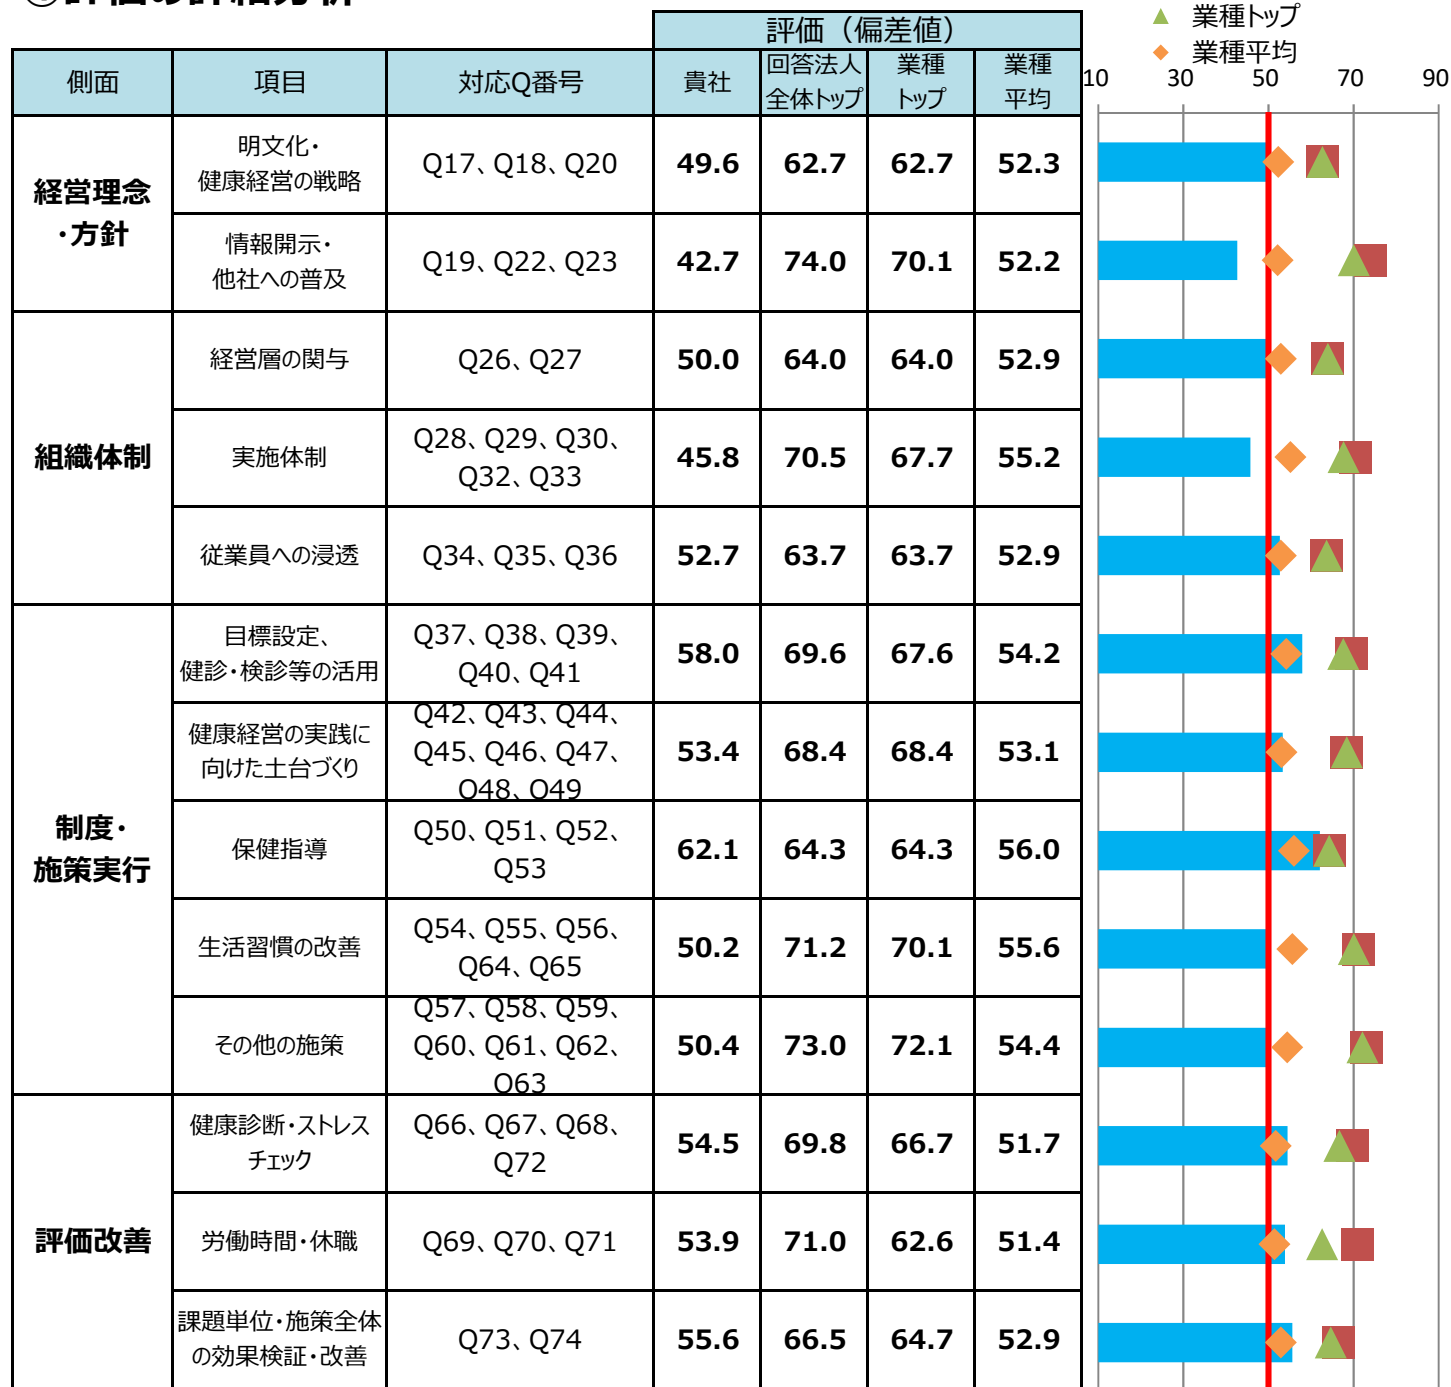 評価（偏差値）
▲ 業種トップ
◆ 業種平均
側面 項目 対応Q番号 貴社 回答法人全体トップ 業種トップ 業種平均
10 30 50 70 90
経営理念・方針
明文化・健康経営の戦略 Q17、Q18、Q20 49.6 62.7 62.7 52.3
情報開示・他社への普及 Q19、Q22、Q23 42.7 74.0 70.1 52.2
組織体制
経営層の関与 Q26、Q27 50.0 64.0 64.0 52.9
実施体制 Q28、Q29、Q30、Q32、Q33 45.8 70.5 67.7 55.2
従業員への浸透 Q34、Q35、Q36 52.7 63.7 63.7 52.9
制度・施策実行
目標設定、健診・検診等の活用 Q37、Q38、Q39、Q40、Q41 58.0 69.6 67.6 54.2
健康経営の実践に向けた土台づくり Q42、Q43、Q44、Q45、Q46、Q47、Q48、Q49 53.4 68.4 68.4 53.1
保健指導 Q50、Q51、Q52、Q53 62.1 64.3 64.3 56.0
生活習慣の改善 Q54、Q55、Q56、Q64、Q65 50.2 71.2 70.1 55.6
その他の施策 Q57、Q58、Q59、Q60、Q61、Q62、Q63 50.4 73.0 72.1 54.4
評価改善
健康診断・ストレスチェック Q66、Q67、Q68、Q72 54.5 69.8 66.7 51.7
労働時間・休職 Q69、Q70、Q71 53.9 71.0 62.6 51.4
課題単位・施策全体の効果検証・改善 Q73、Q74 55.6 66.5 64.7 52.9